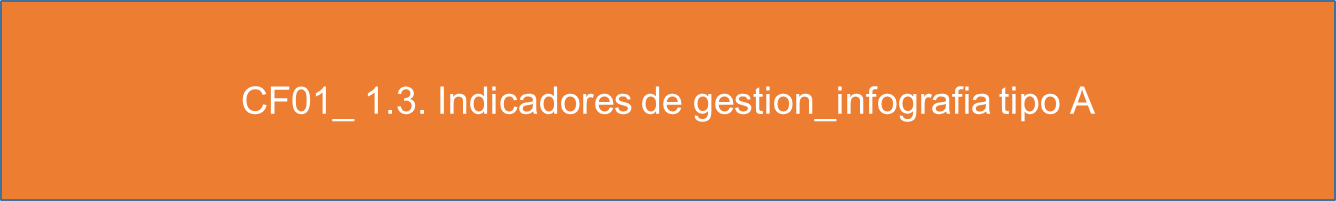 CF01_ 1.3. Indicadores de gestion_infografia tipo A